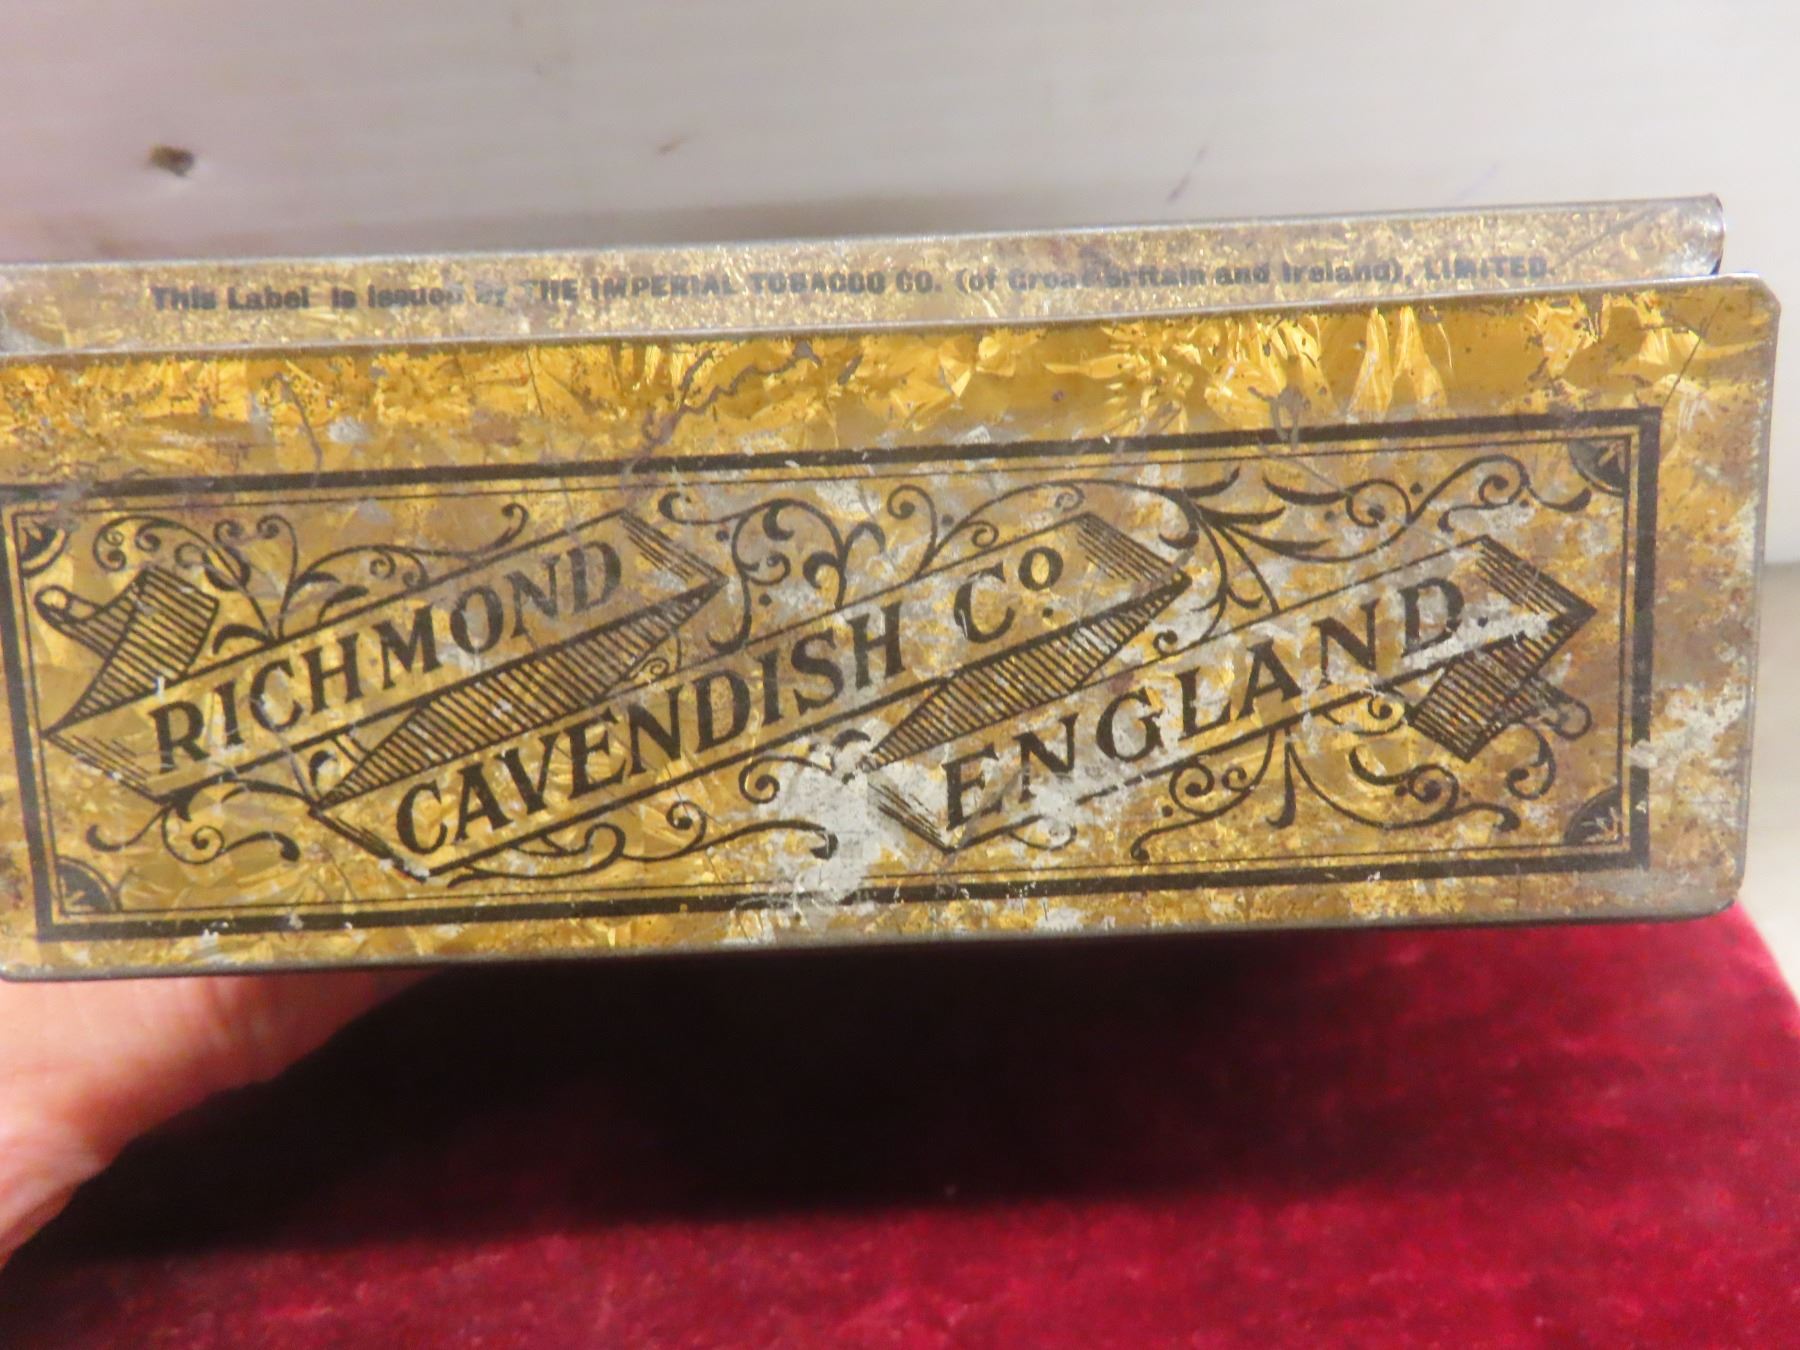 This Label is issued by THE IMPERIAL TOBACCO CO. (of Great Britain and Ireland), LIMITED.
RICHMOND
CAVENDISH Cº.
ENGLAND.